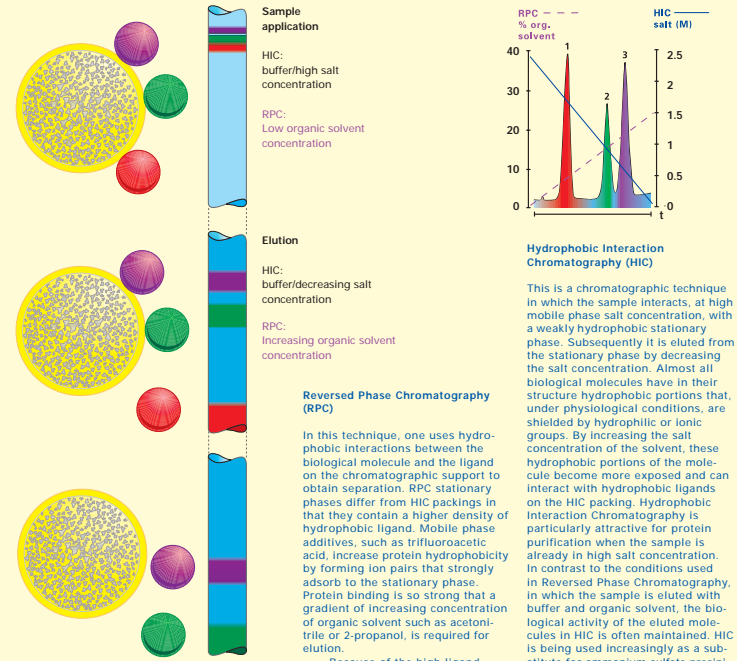 Sample
application
HIC:
buffer/high salt
concentration
RPC:
Low organic solvent
concentration
RPC
% org.
solvent
HIC
salt (M)
40
30
20
10
0
1
2
3
2.5
2
1.5
1
0.5
0
t
Elution
HIC:
buffer/decreasing salt
concentration
RPC:
Increasing organic solvent
concentration
Reversed Phase Chromatography
(RPC)
In this technique, one uses hydro-
phobic interactions between the
biological molecule and the ligand
on the chromatographic support to
obtain separation. RPC stationary
phases differ from HIC packings in
that they contain a higher density of
hydrophobic ligand. Mobile phase
additives, such as trifluoroacetic
acid, increase protein hydrophobicity
by forming ion pairs that strongly
adsorb to the stationary phase.
Protein binding is so strong that a
gradient of increasing concentration
of organic solvent such as acetoni-
trile or 2-propanol, is required for
elution.
Because of the high ligand
Hydrophobic Interaction
Chromatography (HIC)
This is a chromatographic technique
in which the sample interacts, at high
mobile phase salt concentration, with
a weakly hydrophobic stationary
phase. Subsequently it is eluted from
the stationary phase by decreasing
the salt concentration. Almost all
biological molecules have in their
structure hydrophobic portions that,
under physiological conditions, are
shielded by hydrophilic or ionic
groups. By increasing the salt
concentration of the solvent, these
hydrophobic portions of the mole-
cule become more exposed and can
interact with hydrophobic ligands
on the HIC packing. Hydrophobic
Interaction Chromatography is
particularly attractive for protein
purification when the sample is
already in high salt concentration.
In contrast to the conditions used
in Reversed Phase Chromatography,
in which the sample is eluted with
buffer and organic solvent, the bio-
logical activity of the eluted mole-
cules in HIC is often maintained. HIC
is being used increasingly as a sub-
stitute for ammonium sulfate precipi-